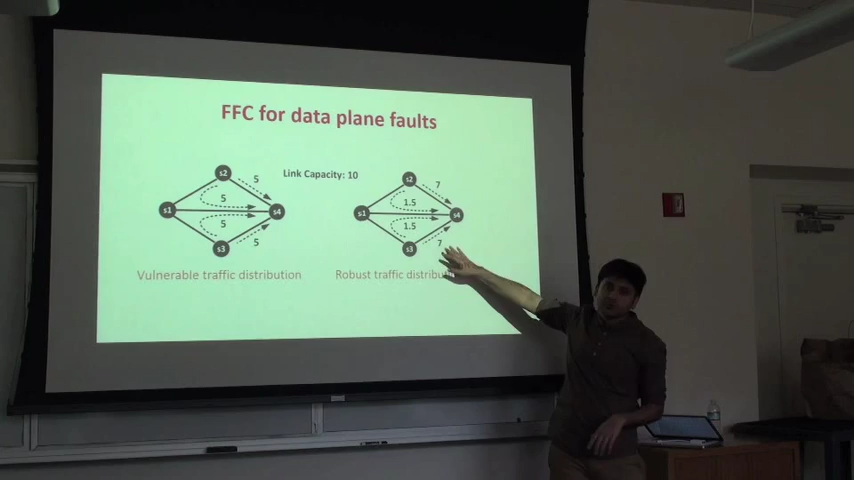 FFC for data plane faults
Link Capacity: 10
s2
5
5
s1
s4
5
s3
5
Vulnerable traffic distribution
s2
7
1.5
s1
s4
1.5
s3
7
Robust traffic